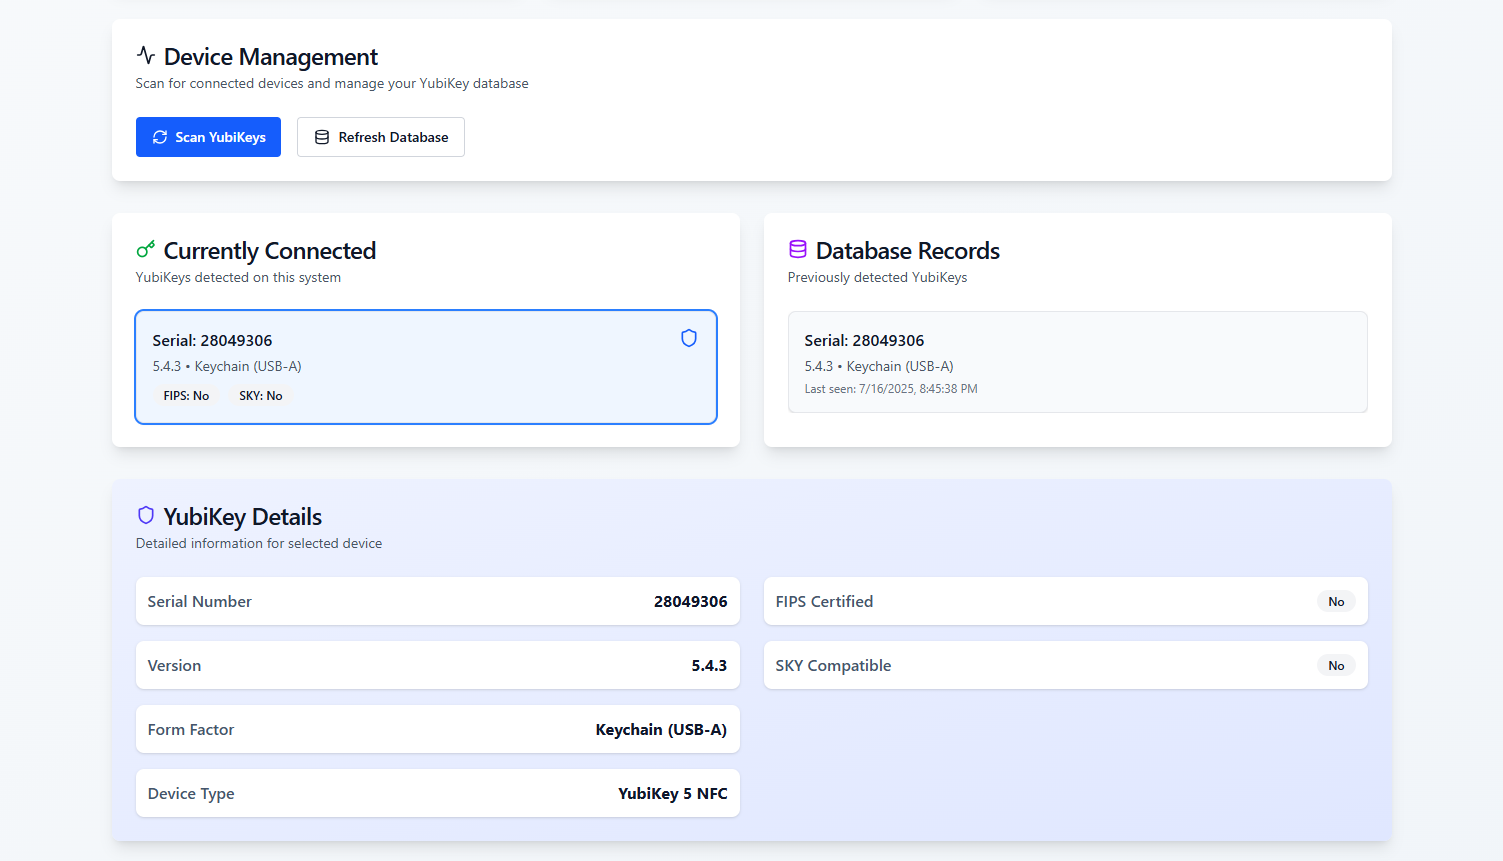 Device Management
Scan for connected devices and manage your YubiKey database
Scan YubiKeys
Refresh Database
Currently Connected
YubiKeys detected on this system
Serial: 28049306
5.4.3 • Keychain (USB-A)
FIPS: No
SKY: No
Database Records
Previously detected YubiKeys
Serial: 28049306
5.4.3 • Keychain (USB-A)
Last seen: 7/16/2025, 8:45:38 PM
YubiKey Details
Detailed information for selected device
Serial Number 28049306
Version 5.4.3
Form Factor Keychain (USB-A)
Device Type YubiKey 5 NFC
FIPS Certified No
SKY Compatible No